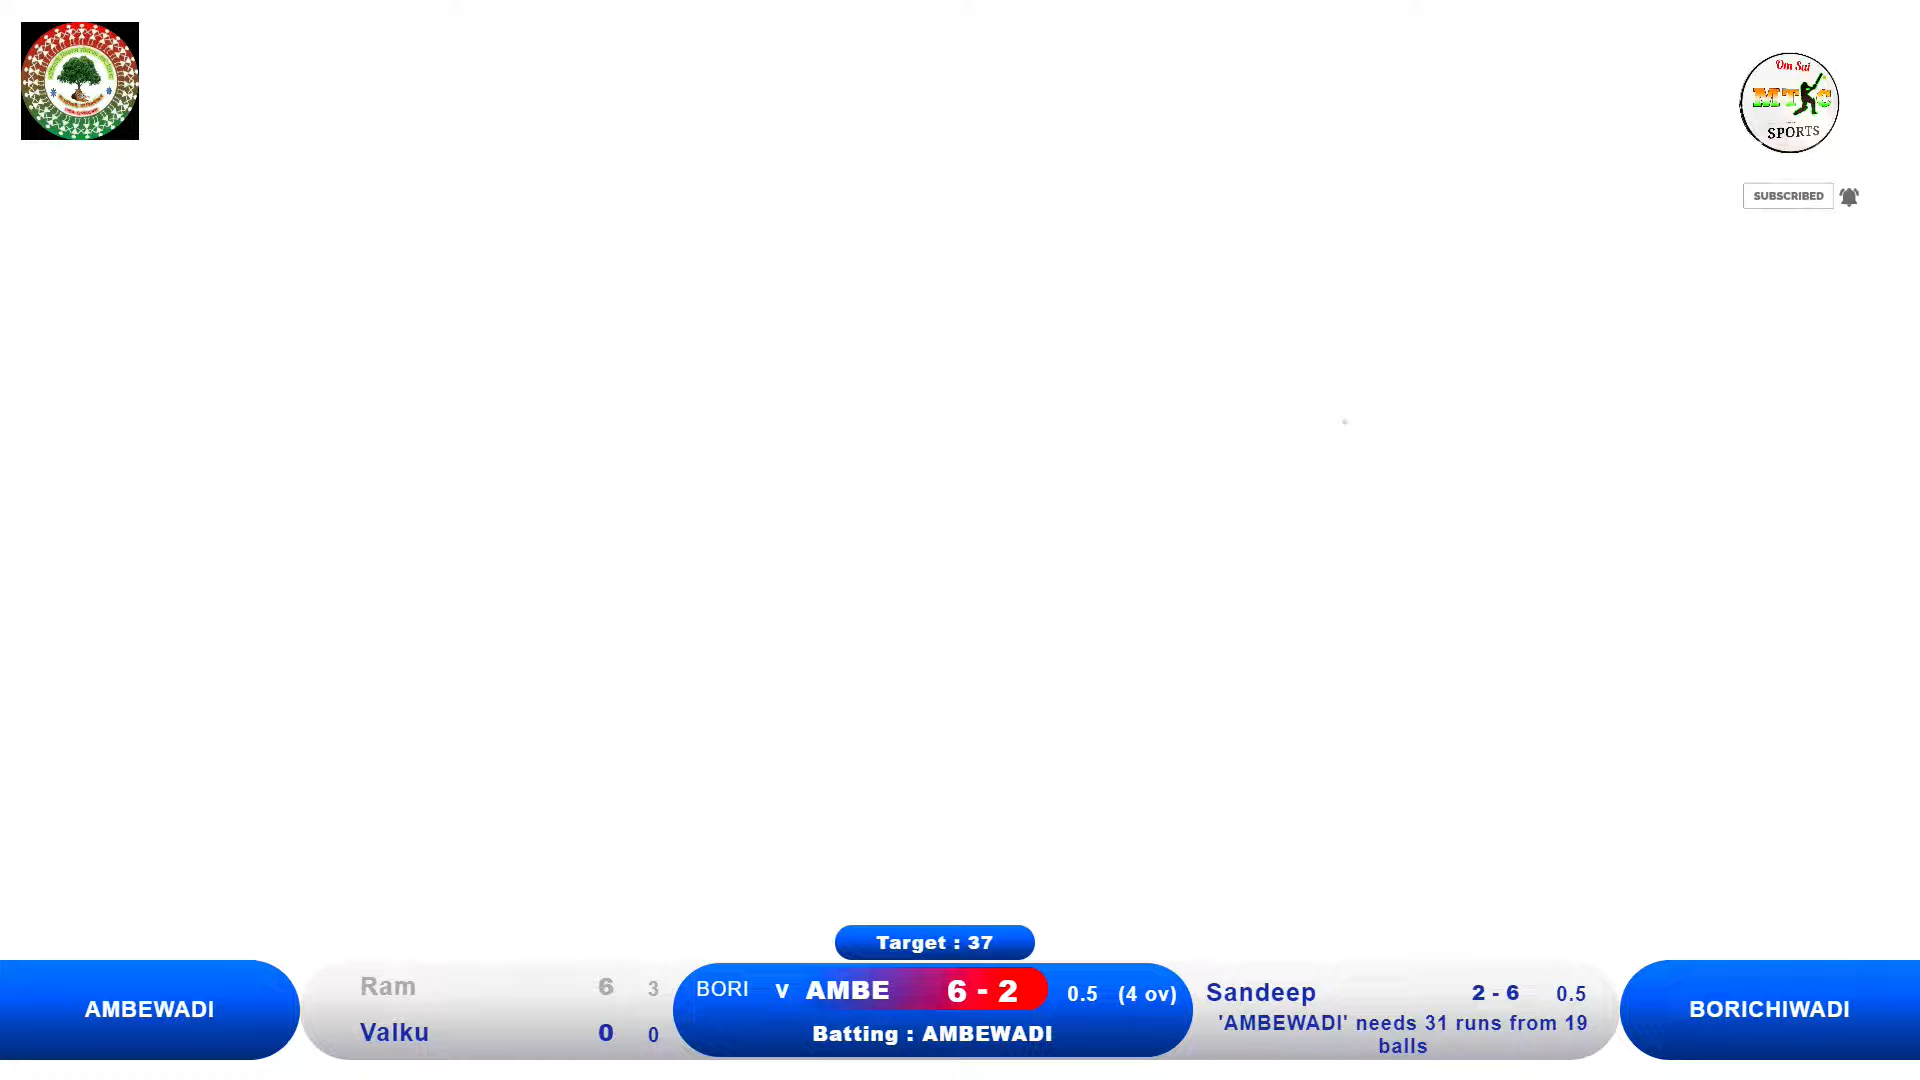 Om Sai
SPORTS
SUBSCRIBED
Target : 37
AMBEWADI
Ram 6 3
Valku 0 0
BORI v AMBE 6 - 2 0.5 (4 ov)
Batting : AMBEWADI
Sandeep 2 - 6 0.5
'AMBEWADI' needs 31 runs from 19
balls
BORICHIWADI